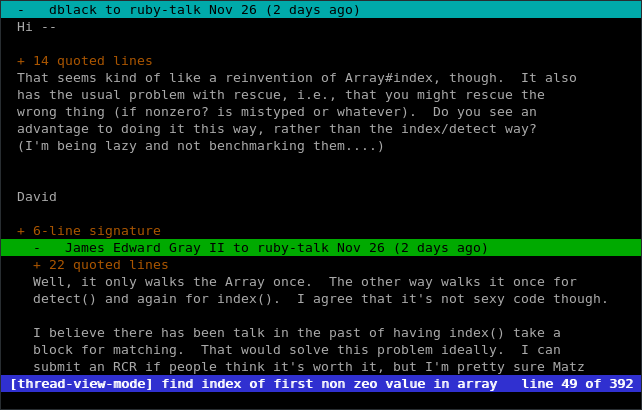 -   dblack to ruby-talk Nov 26 (2 days ago)
Hi --
+ 14 quoted lines
That seems kind of like a reinvention of Array#index, though.  It also
has the usual problem with rescue, i.e., that you might rescue the
wrong thing (if nonzero? is mistyped or whatever).  Do you see an
advantage to doing it this way, rather than the index/detect way?
(I'm being lazy and not benchmarking them....)
David
+ 6-line signature
-   James Edward Gray II to ruby-talk Nov 26 (2 days ago)
+ 22 quoted lines
Well, it only walks the Array once.  The other way walks it once for
detect() and again for index().  I agree that it's not sexy code though.
I believe there has been talk in the past of having index() take a
block for matching.  That would solve this problem ideally.  I can
submit an RCR if people think it's worth it, but I'm pretty sure Matz
[thread-view-mode] find index of first non zeo value in array   line 49 of 392